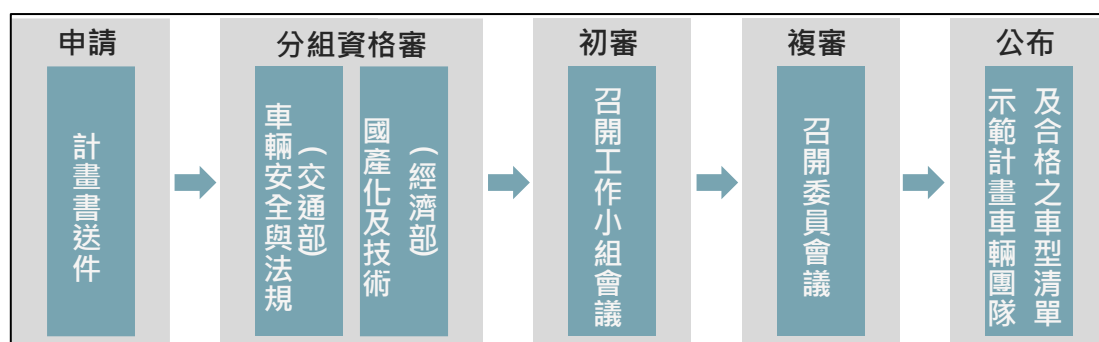 申請
計畫書送件
分組資格審
車輛安全與法規
(交通部)
國產化及技術
(經濟部)
初審
召開工作小組會議
複審
召開委員會議
公布
示範計畫車輛團隊
及合格之車型清單